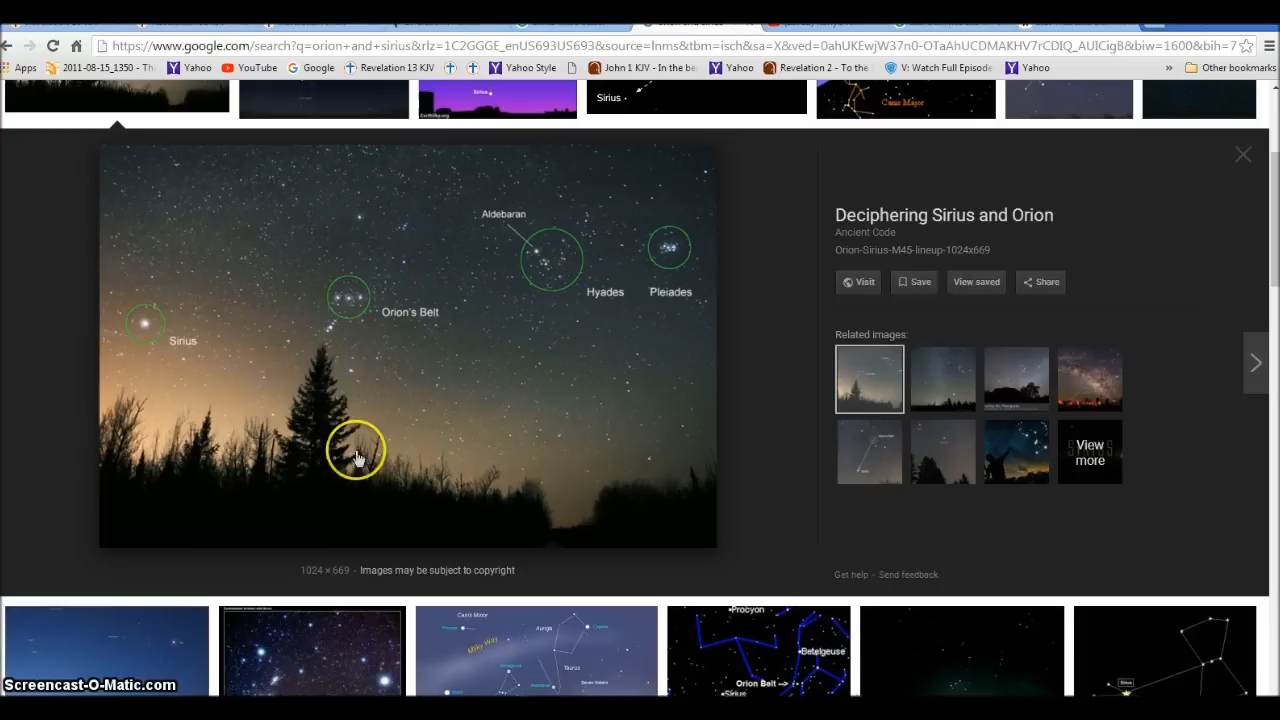 https://www.google.com/search?q=orion+and+sirius&rlz=1C2GGGE_enUS693US693&source=lnms&tbm=isch&sa=X&ved=0ahUKEwjW37n0-OTaAhUCDMAKHV7rCDIQ_AUICigB&biw=1600&bih=7
Apps 2011-08-15_1350 - Th Yahoo YouTube Google Revelation 13 KJV Yahoo Style John 1 KJV - In the be Yahoo Revelation 2 - To the V: Watch Full Episode Yahoo » Other bookmarks
Sirius
Sirius
Canis Major
Aldebaran
Hyades
Pleiades
Orion's Belt
Sirius
Deciphering Sirius and Orion
Ancient Code
Orion-Sirius-M45-lineup-1024x669
Visit Save View saved Share
Related images:
View
more
1024 × 669 - Images may be subject to copyright
Get help - Send feedback
Canis Minor
Procyon
Auriga
Capella
Milky Way
Taurus
Procyon
Betelgeuse
Orion Belt -->
Sirius
Sirius
Screencast-O-Matic.com